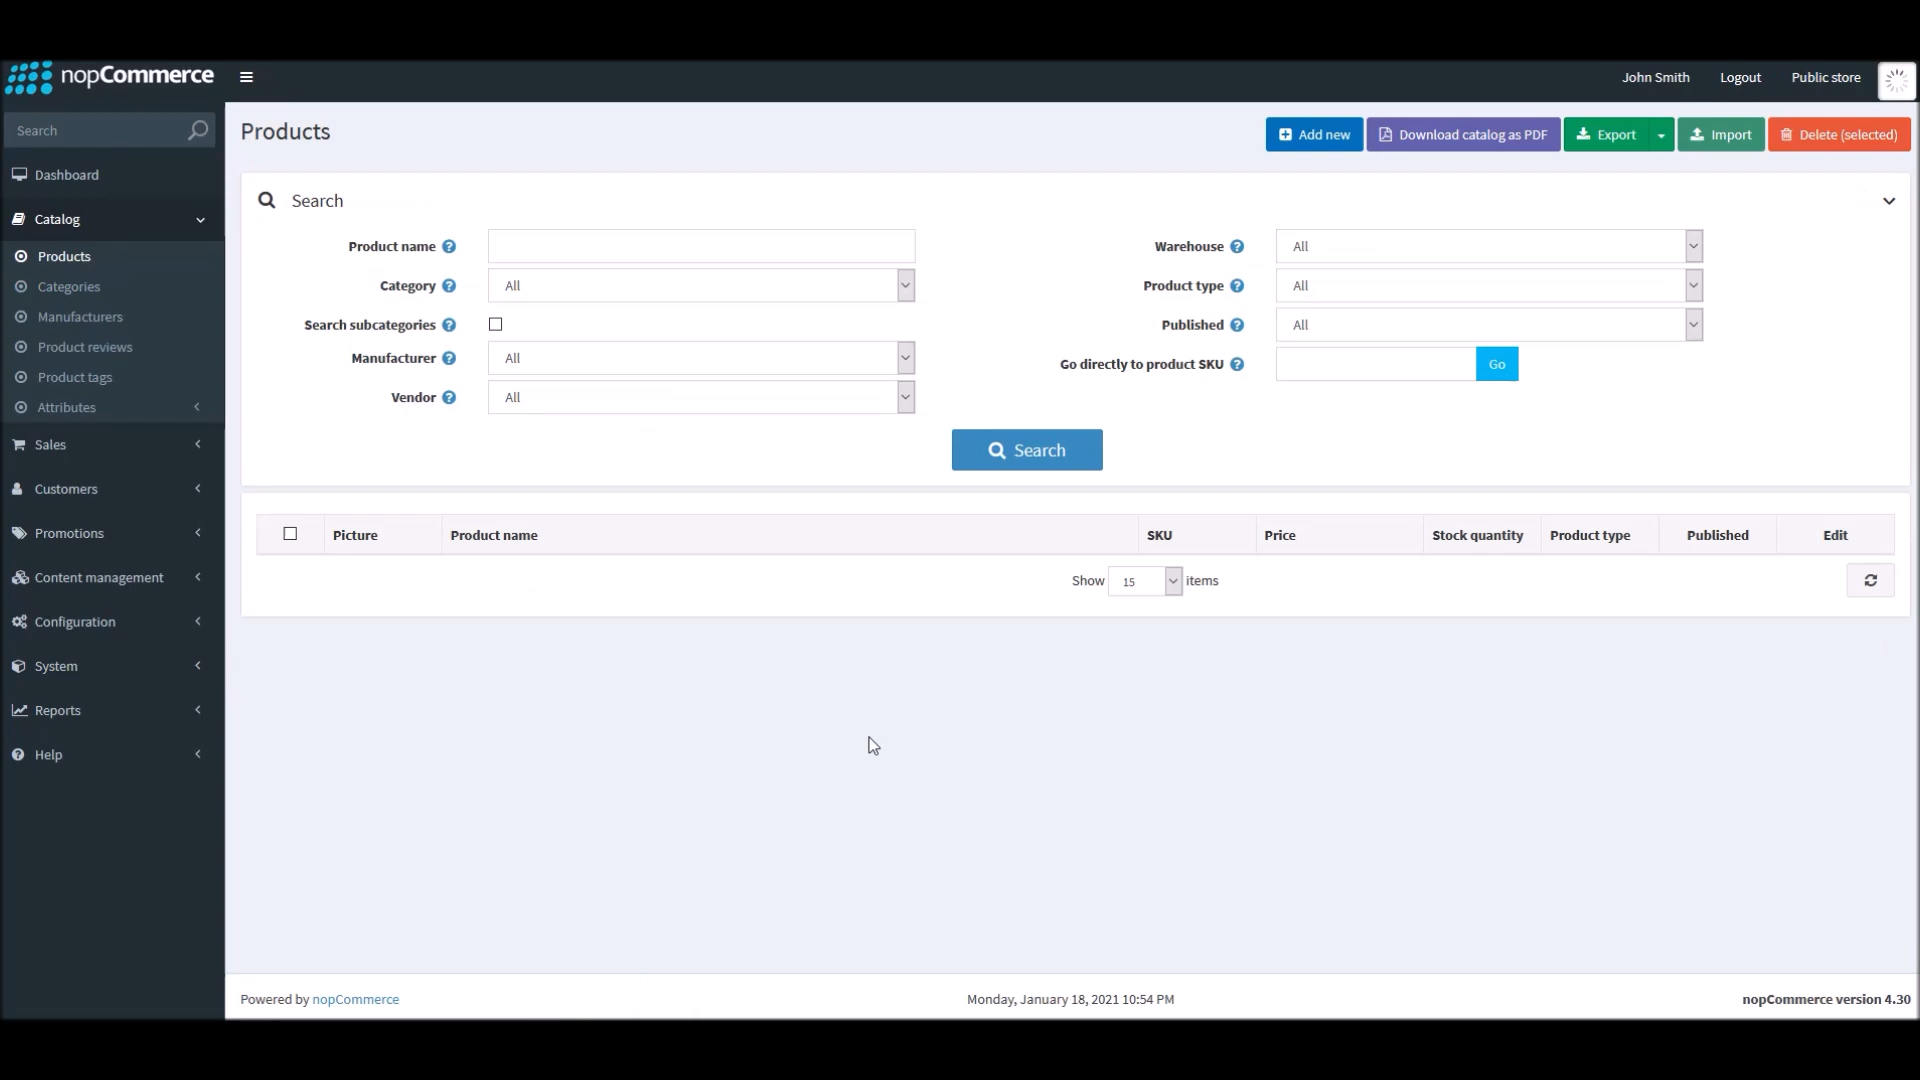 nopCommerce
John Smith Logout Public store
Search
Products
Add new Download catalog as PDF Export Import Delete (selected)
Dashboard
Catalog
Products
Categories
Manufacturers
Product reviews
Product tags
Attributes
Sales
Customers
Promotions
Content management
Configuration
System
Reports
Help
Search
Product name
Category All
Search subcategories
Manufacturer All
Vendor All
Warehouse All
Product type All
Published All
Go directly to product SKU Go
Search
Picture Product name SKU Price Stock quantity Product type Published Edit
Show 15 items
Powered by nopCommerce Monday, January 18, 2021 10:54 PM nopCommerce version 4.30